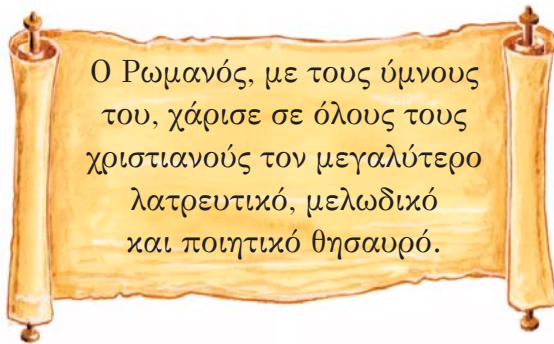 Ο Ρωμανός, με τους ύμνους
του, χάρισε σε όλους τους
χριστιανούς τον μεγαλύτερο
λατρευτικό, μελωδικό
και ποιητικό θησαυρό.